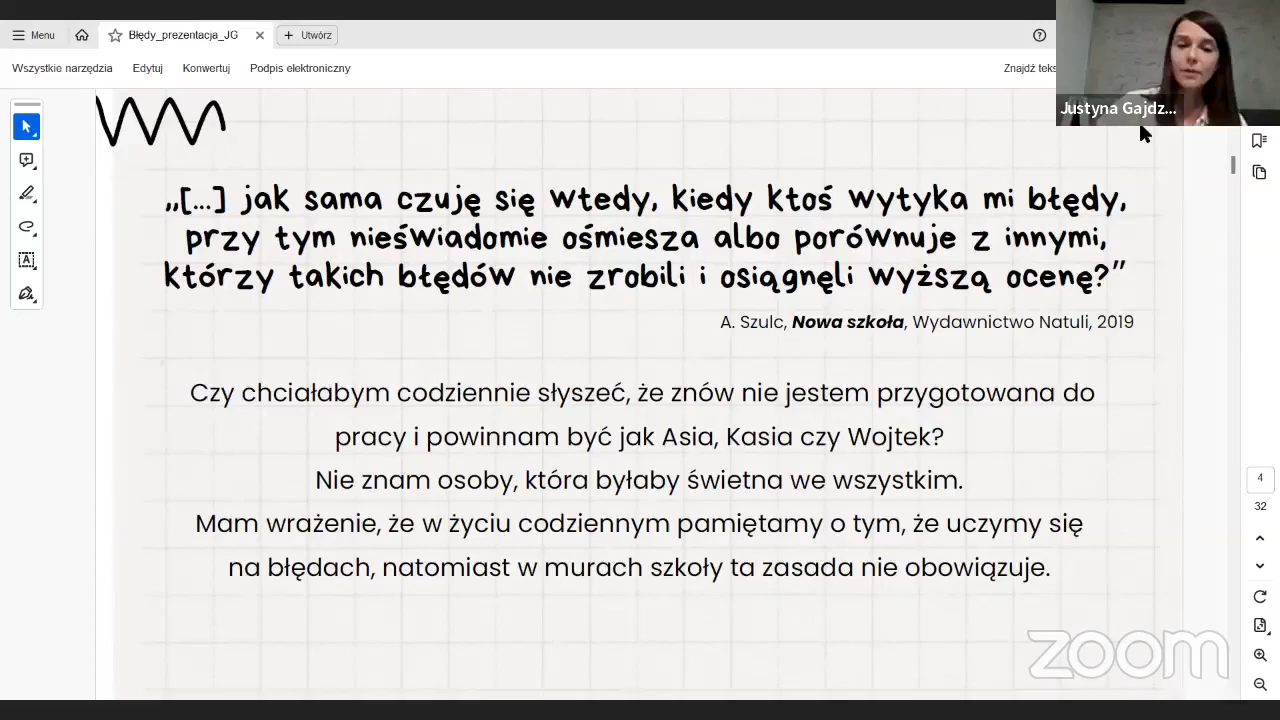 Menu
Błędy_prezentacja_JG
Utwórz
Wszystkie narzędzia
Edytuj
Konwertuj
Podpis elektroniczny
Znajdź teks
Justyna Gajdz...
„[...] jak sama czuję się wtedy, kiedy ktoś wytyka mi błędy,
przy tym nieświadomie ośmiesza albo porównuje z innymi,
którzy takich błędów nie zrobili i osiągnęli wyższą ocenę?”
A. Szulc, Nowa szkoła, Wydawnictwo Natuli, 2019
Czy chciałabym codziennie słyszeć, że znów nie jestem przygotowana do
pracy i powinnam być jak Asia, Kasia czy Wojtek?
Nie znam osoby, która byłaby świetna we wszystkim.
Mam wrażenie, że w życiu codziennym pamiętamy o tym, że uczymy się
na błędach, natomiast w murach szkoły ta zasada nie obowiązuje.
4
32
zoom